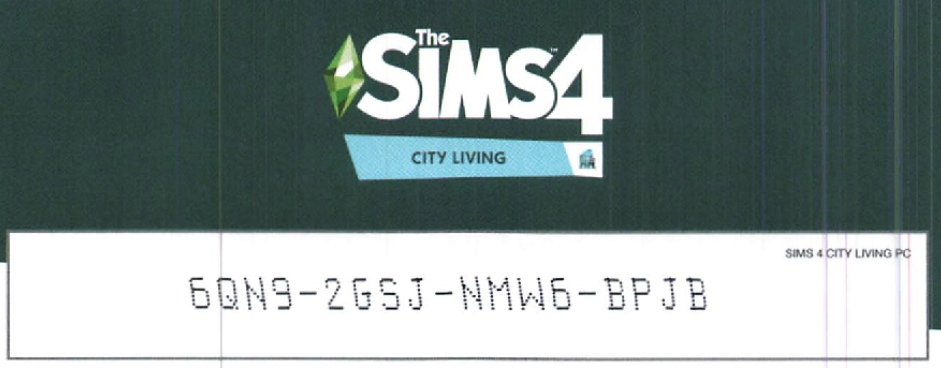 The
SiMS4
CITY LIVING
SIMS 4 CITY LIVING PC
6QN9-2GSJ-NMW6-BPJB